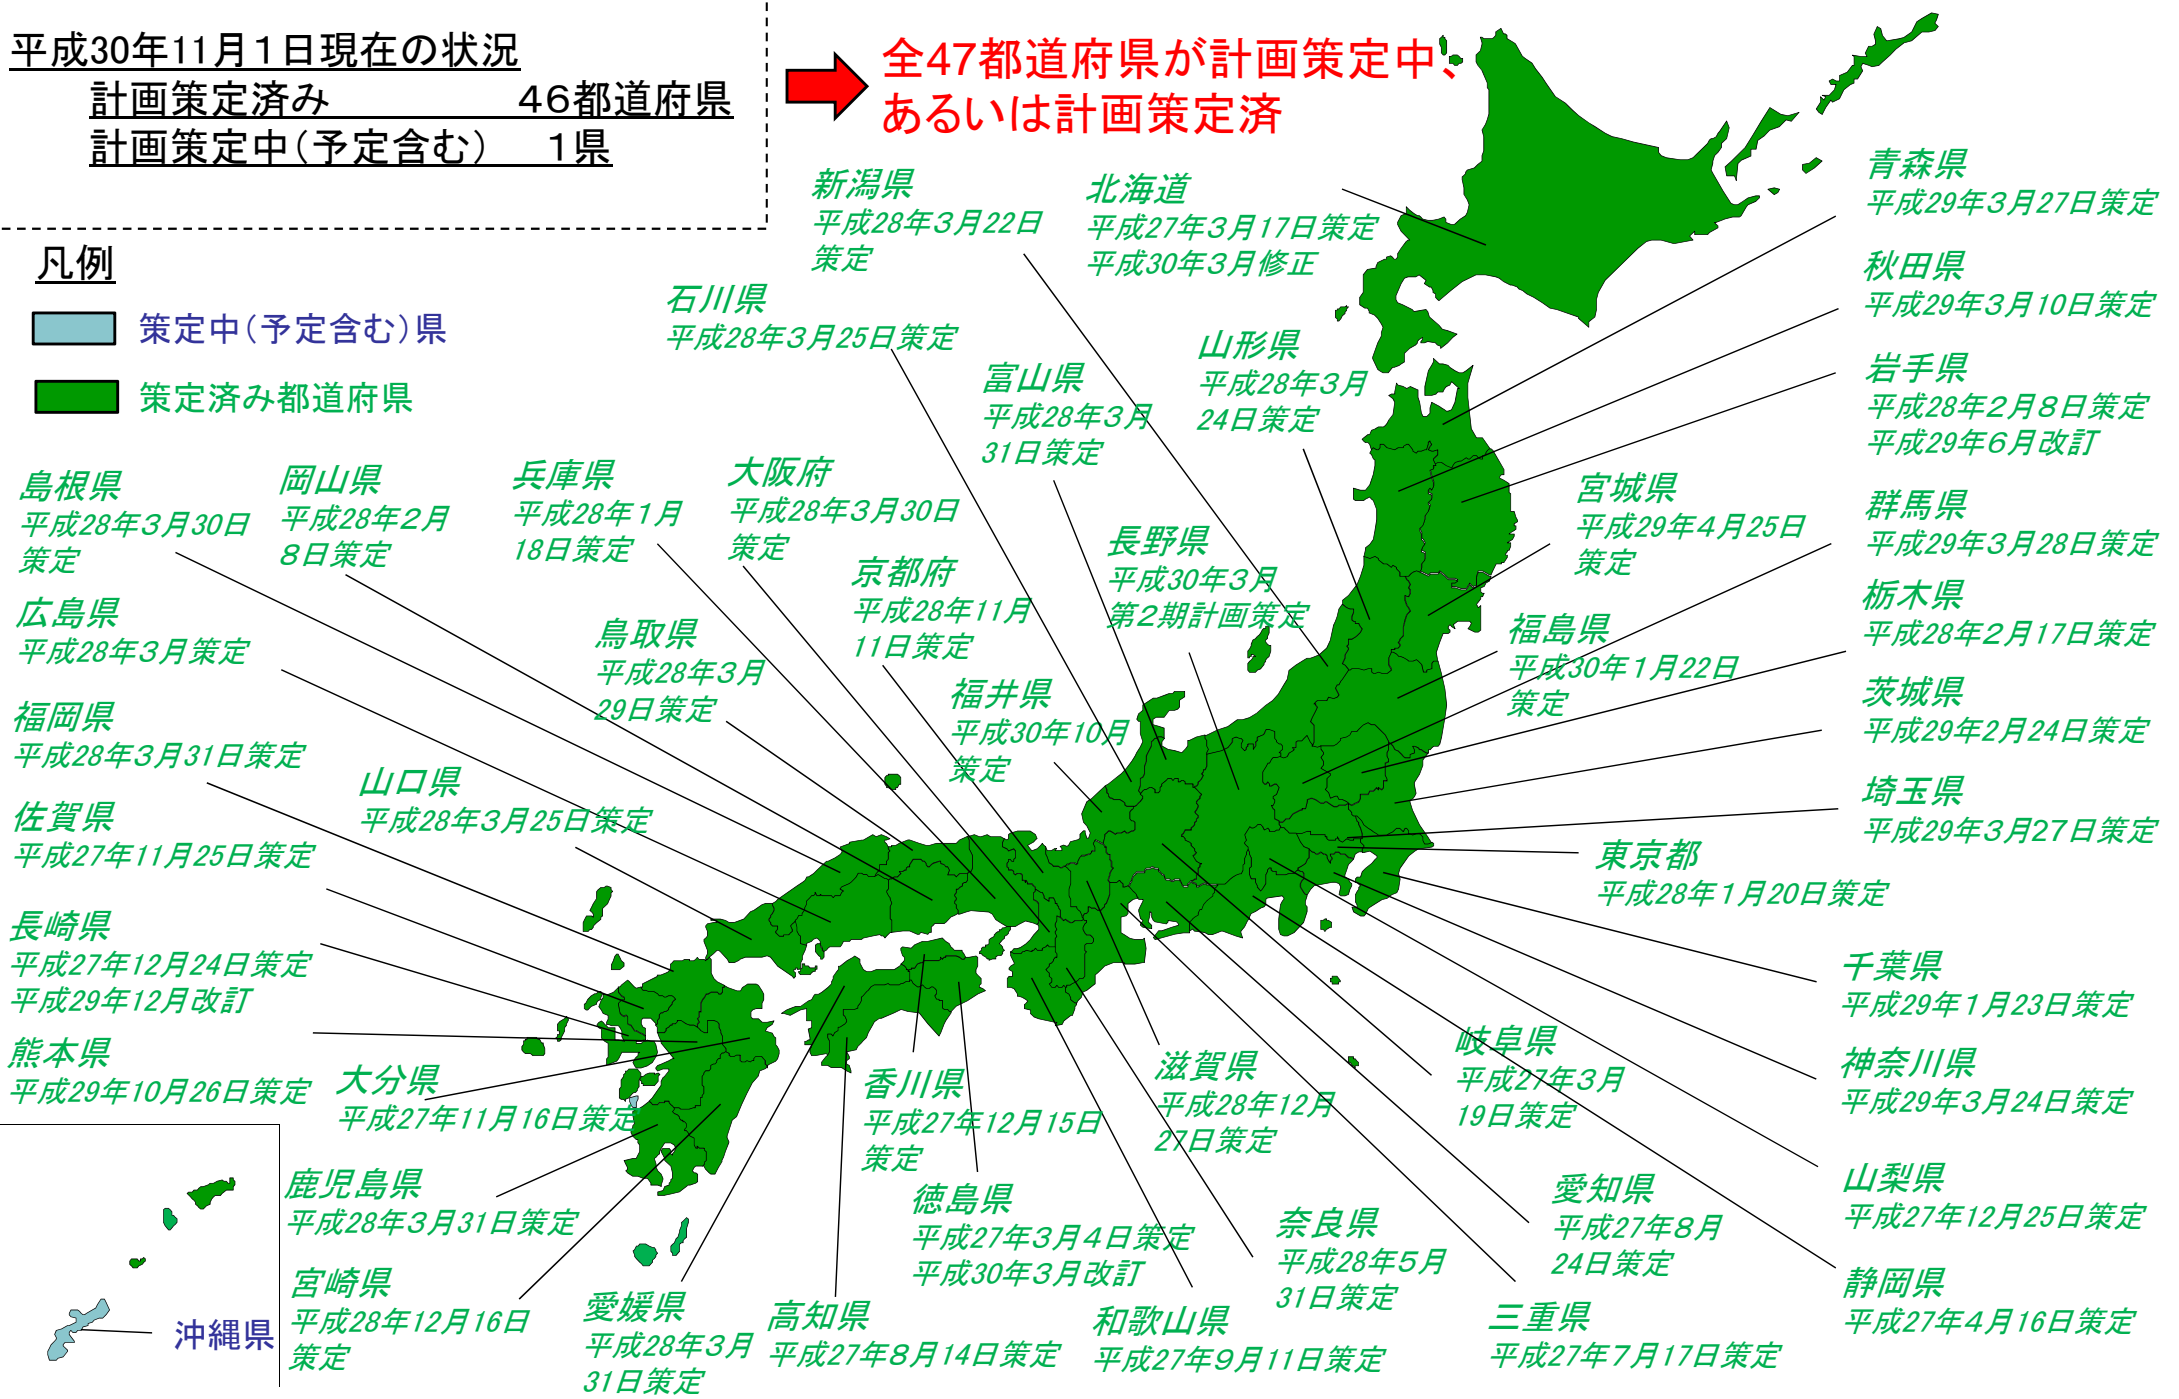 平成30年11月１日現在の状況
計画策定済み　４６都道府県
計画策定中（予定含む）　１県
全47都道府県が計画策定中、
あるいは計画策定済
凡例
策定中（予定含む）県
策定済み都道府県
新潟県
平成28年３月22日
策定
北海道
平成27年３月17日策定
平成30年３月修正
青森県
平成29年３月27日策定
秋田県
平成29年３月10日策定
石川県
平成28年３月25日策定
山形県
平成28年３月
24日策定
富山県
平成28年３月
31日策定
岩手県
平成28年２月８日策定
平成29年６月改訂
島根県
平成28年３月30日
策定
岡山県
平成28年２月
８日策定
兵庫県
平成28年１月
18日策定
大阪府
平成28年３月30日
策定
京都府
平成28年11月
11日策定
長野県
平成30年３月
第２期計画策定
宮城県
平成29年４月25日
策定
群馬県
平成29年３月28日策定
広島県
平成28年３月策定
鳥取県
平成28年３月
29日策定
福井県
平成30年10月
策定
福島県
平成30年１月22日
策定
栃木県
平成28年２月17日策定
茨城県
平成29年2月24日策定
福岡県
平成28年３月31日策定
山口県
平成28年３月25日策定
佐賀県
平成27年11月25日策定
埼玉県
平成29年３月２７日策定
東京都
平成28年１月20日策定
長崎県
平成27年12月24日策定
平成29年12月改訂
千葉県
平成29年１月23日策定
熊本県
平成29年10月26日策定
大分県
平成27年11月16日策定
香川県
平成27年12月15日
策定
滋賀県
平成28年12月
27日策定
岐阜県
平成27年３月
19日策定
神奈川県
平成29年３月24日策定
鹿児島県
平成28年３月31日策定
徳島県
平成27年３月４日策定
平成30年３月改訂
奈良県
平成28年５月
31日策定
愛知県
平成27年８月
24日策定
山梨県
平成27年12月25日策定
沖縄県
宮崎県
平成28年12月16日
策定
愛媛県
平成28年３月
31日策定
高知県
平成27年８月14日策定
和歌山県
平成27年９月11日策定
三重県
平成27年７月17日策定
静岡県
平成27年４月16日策定